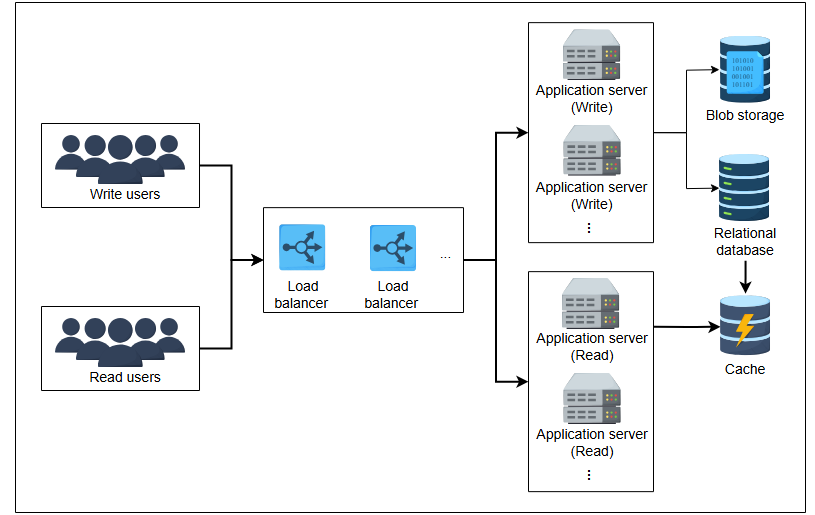 Write users
Read users
Load
balancer
Load
balancer
...
Application server
(Write)
Application server
(Write)
⋮
Application server
(Read)
Application server
(Read)
⋮
101010
101001
001001
101101
Blob storage
Relational
database
Cache